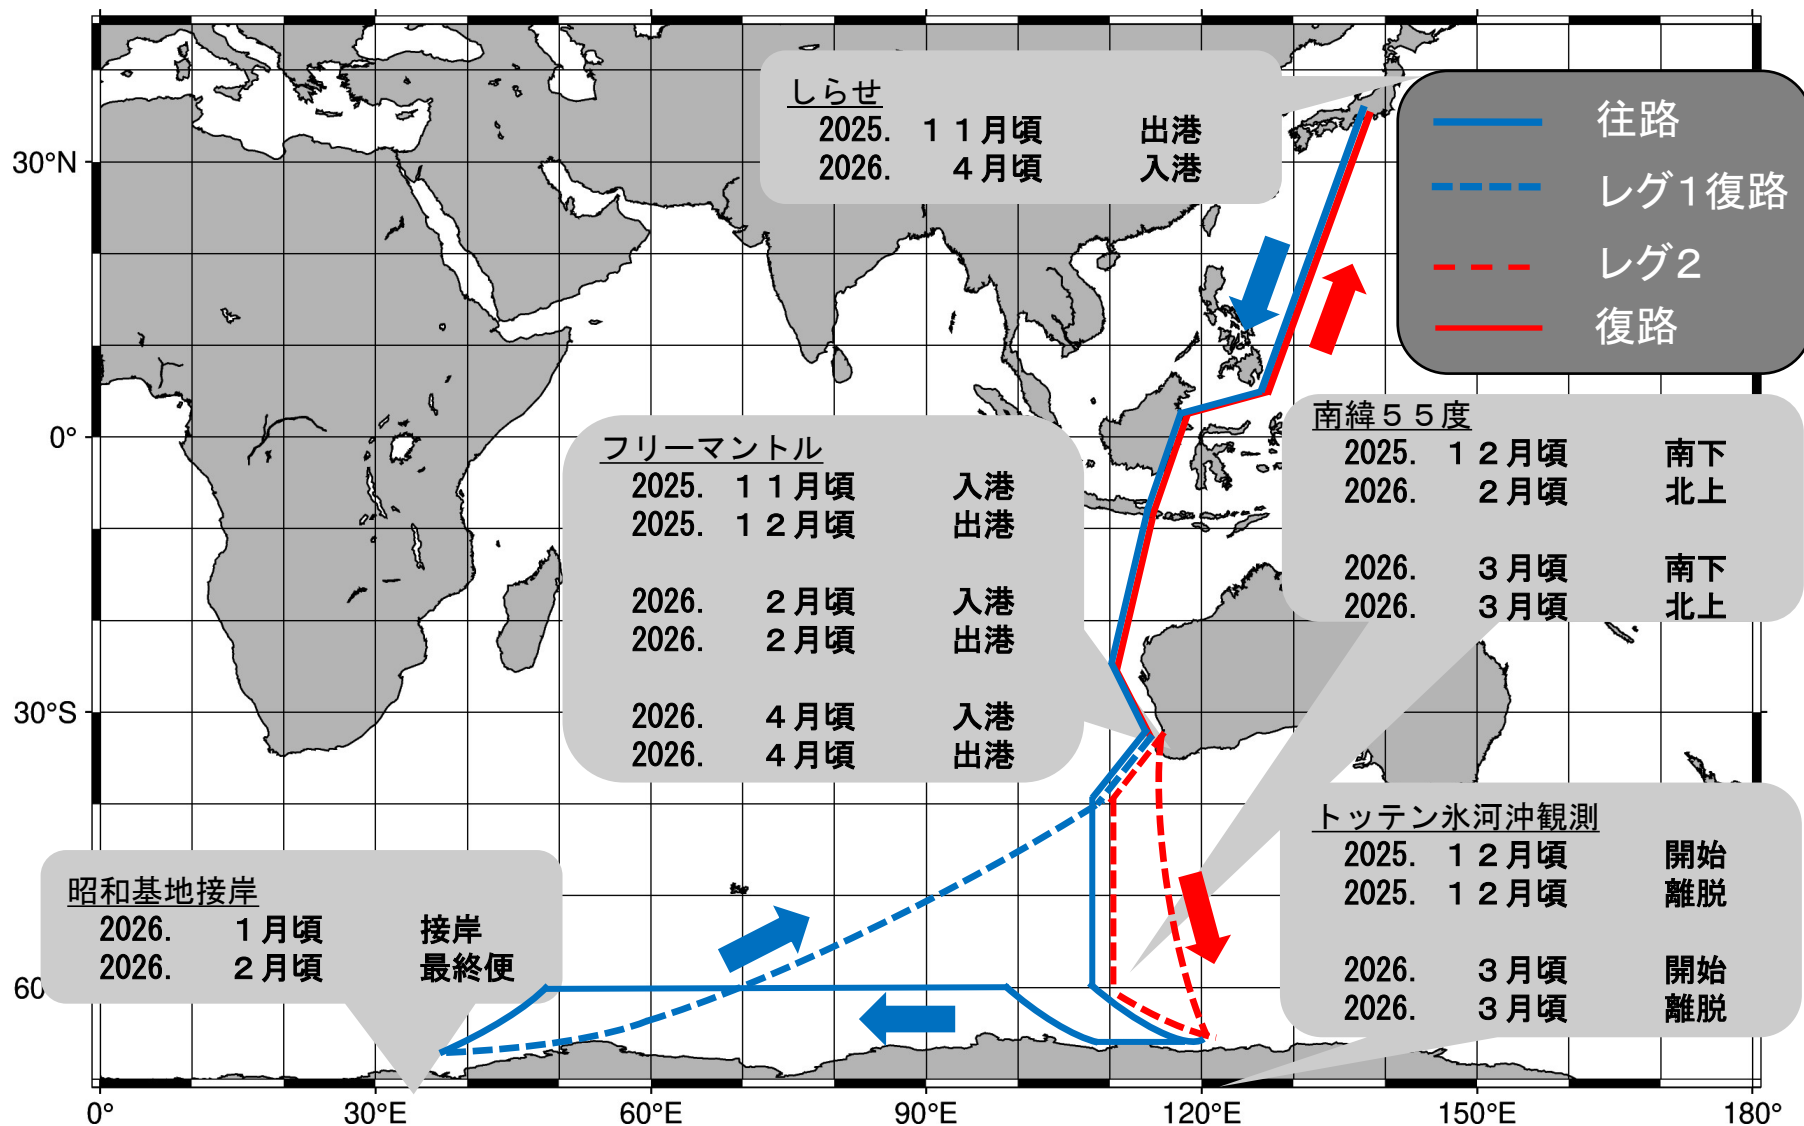 しらせ
2025. １１月頃 出港
2026. ４月頃 入港
往路
レグ１復路
レグ２
復路
フリーマントル
2025. １１月頃 入港
2025. １２月頃 出港
2026. ２月頃 入港
2026. ２月頃 出港
2026. ４月頃 入港
2026. ４月頃 出港
南緯５５度
2025. １２月頃 南下
2026. ２月頃 北上
2026. ３月頃 南下
2026. ３月頃 北上
トッテン氷河沖観測
2025. １２月頃 開始
2025. １２月頃 離脱
2026. ３月頃 開始
2026. ３月頃 離脱
昭和基地接岸
2026. １月頃 接岸
2026. ２月頃 最終便
30°N
0°
30°S
60
0°
30°E
60°E
90°E
120°E
150°E
180°